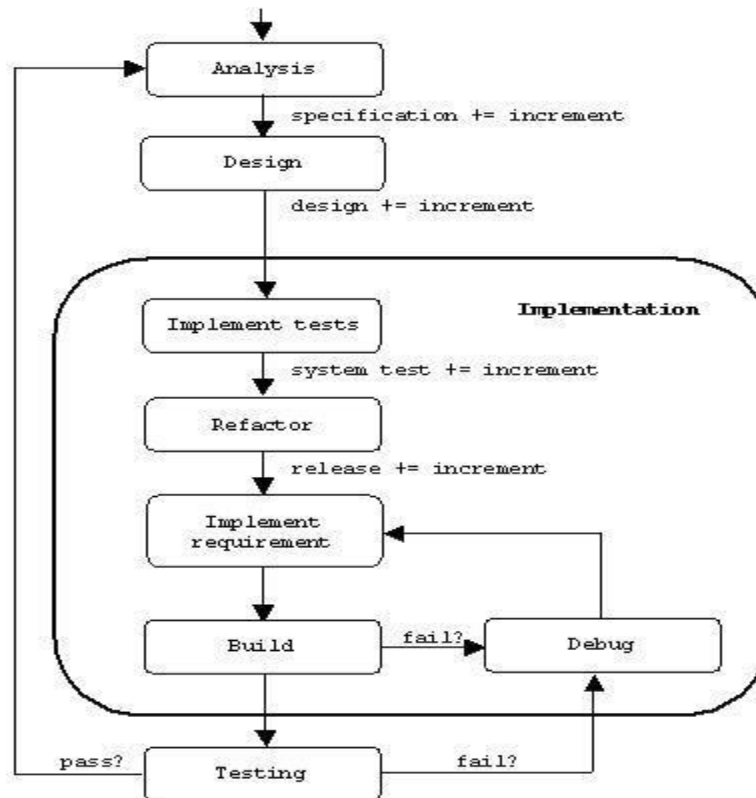 Analysis
specification += increment
Design
design += increment
Implementation
Implement tests
system test += increment
Refactor
release += increment
Implement
requirement
Build
fail?
Debug
pass?
Testing
fail?